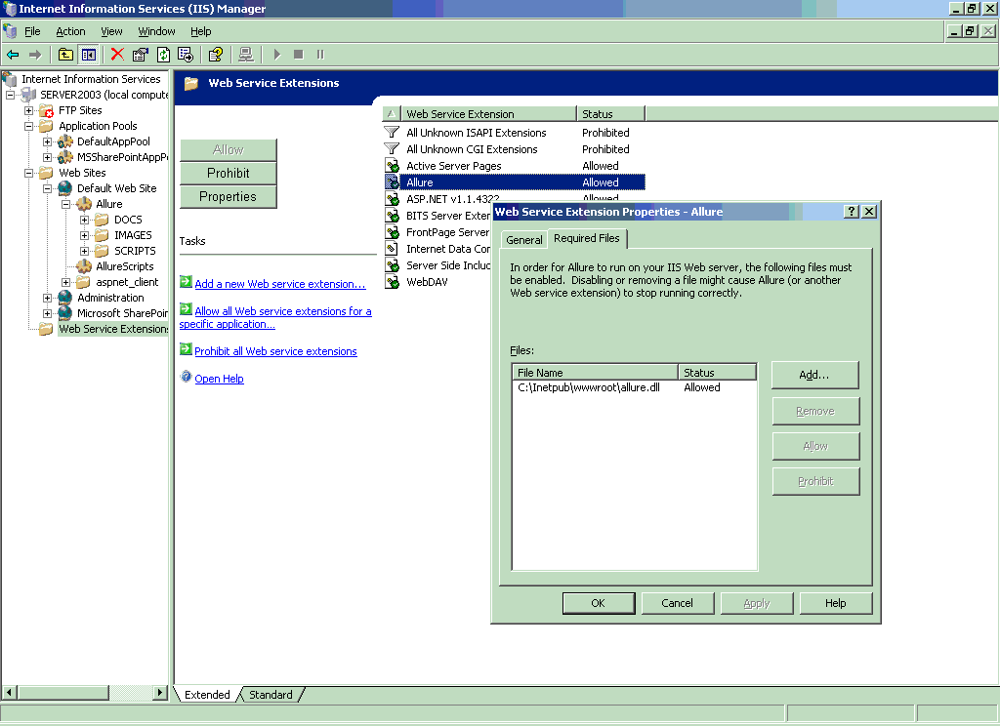 Internet Information Services (IIS) Manager
File Action View Window Help
Internet Information Services
SERVER2003 (local compute
FTP Sites
Application Pools
DefaultAppPool
MSSharePointAppP
Web Sites
Default Web Site
Allure
DOCS
IMAGES
SCRIPTS
AllureScripts
aspnet_client
Administration
Microsoft SharePoin
Web Service Extensions
Web Service Extensions
Allow
Prohibit
Properties
Tasks
Add a new Web service extension...
Allow all Web service extensions for a
specific application...
Prohibit all Web service extensions
Open Help
Web Service Extension Status
All Unknown ISAPI Extensions Prohibited
All Unknown CGI Extensions Prohibited
Active Server Pages Allowed
Allure Allowed
ASP.NET v1.1.4322 Allowed
BITS Server Exten
FrontPage Server
Internet Data Con
Server Side Includ
WebDAV
Web Service Extension Properties - Allure
General Required Files
In order for Allure to run on your IIS Web server, the following files must
be enabled. Disabling or removing a file might cause Allure (or another
Web service extension) to stop running correctly.
Files:
File Name Status
C:\Inetpub\wwwroot\allure.dll Allowed
Add...
Remove
Allow
Prohibit
OK Cancel Apply Help
Extended Standard